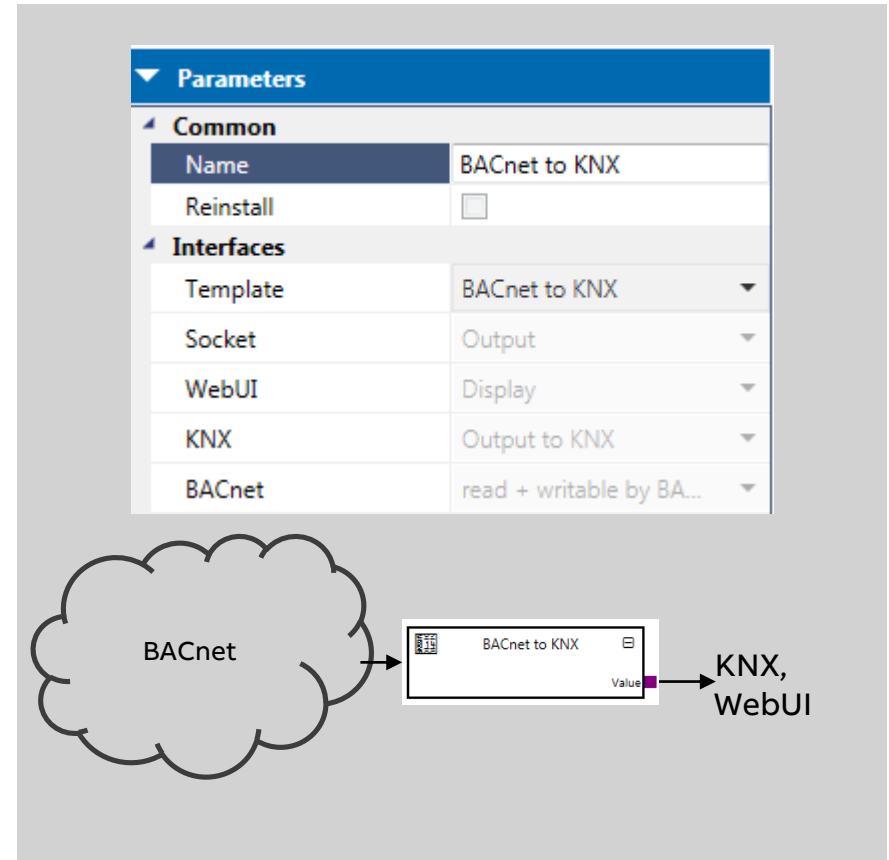 Parameters
Common
Name BACnet to KNX
Reinstall
Interfaces
Template BACnet to KNX
Socket Output
WebUI Display
KNX Output to KNX
BACnet read + writable by BA...
BACnet
BACnet to KNX
Value
KNX,
WebUI